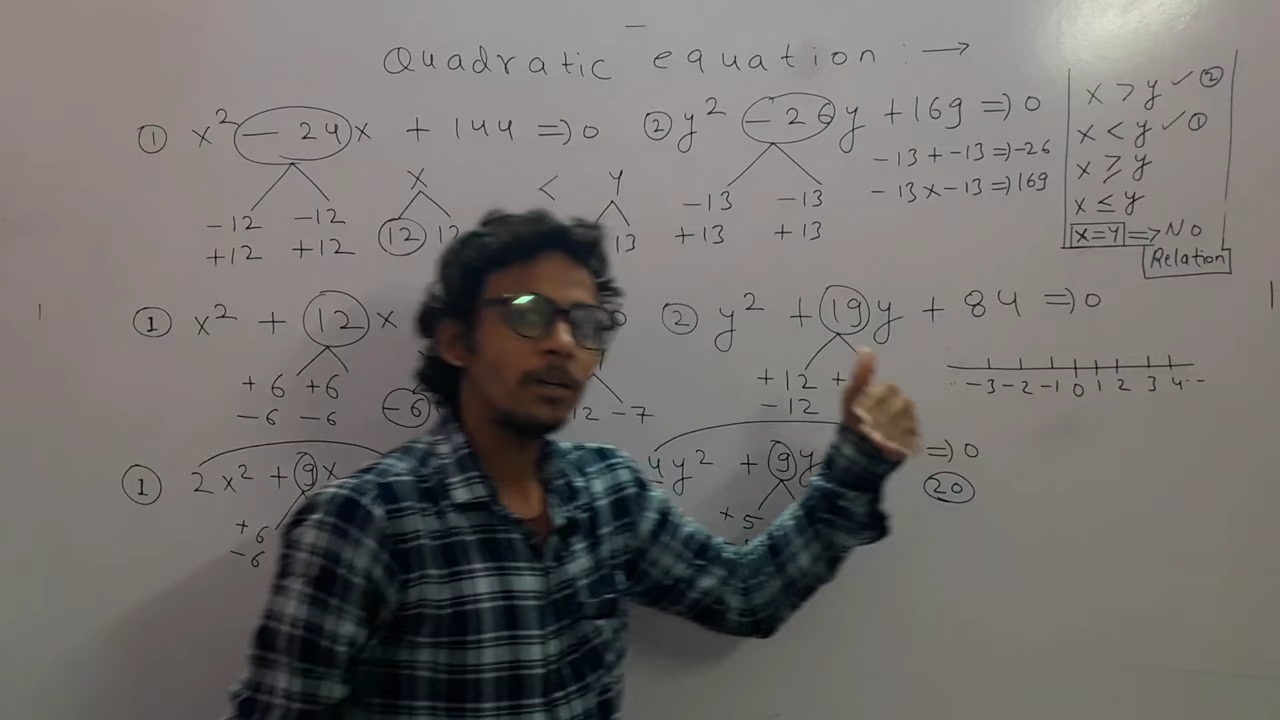 Quadratic equation : →
① x² - 24x + 144 => 0
-12 -12
+12 +12
x < y
12 12 13
② y² - 26y + 169 => 0
-13 + -13 => -26
-13 x -13 => 169
-13 -13
+13 +13
x > y ✓ ②
x < y ✓ ①
x ≥ y
x ≤ y
x = y => No
Relation
① x² + 12x
+6 +6
-6 -6
-6 12 -7
② y² + 19y + 84 => 0
+12 +
-12
-3 -2 -1 0 1 2 3 4 --
① 2x² + 9x
+6
-6
4y² + 9y => 0
+5
20